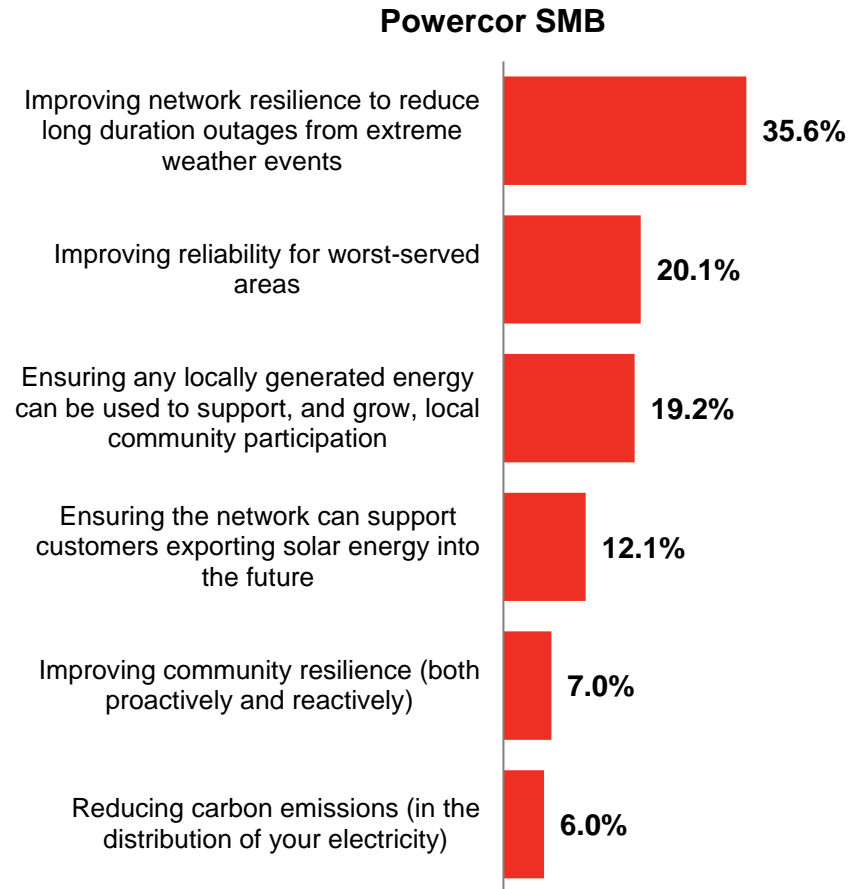 Powercor SMB
Improving network resilience to reduce
long duration outages from extreme
weather events
35.6%
Improving reliability for worst-served
areas
20.1%
Ensuring any locally generated energy
can be used to support, and grow, local
community participation
19.2%
Ensuring the network can support
customers exporting solar energy into
the future
12.1%
Improving community resilience (both
proactively and reactively)
7.0%
Reducing carbon emissions (in the
distribution of your electricity)
6.0%